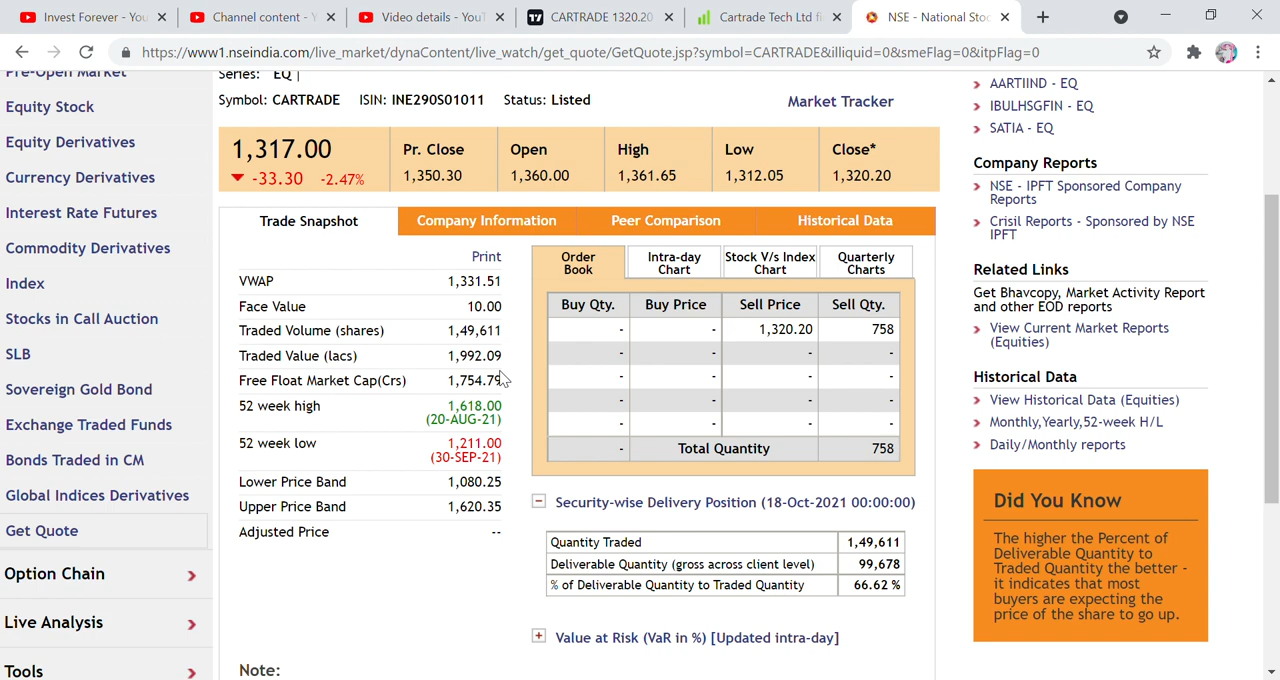 Invest Forever - You
Channel content - Y
Video details - YouT
CARTRADE 1320.20
Cartrade Tech Ltd fi
NSE - National Stoc
https://www1.nseindia.com/live_market/dynaContent/live_watch/get_quote/GetQuote.jsp?symbol=CARTRADE&illiquid=0&smeFlag=0&itpFlag=0
Pre-Open Market
Equity Stock
Equity Derivatives
Currency Derivatives
Interest Rate Futures
Commodity Derivatives
Index
Stocks in Call Auction
SLB
Sovereign Gold Bond
Exchange Traded Funds
Bonds Traded in CM
Global Indices Derivatives
Get Quote
Option Chain
Live Analysis
Tools
Series: EQ |
Symbol: CARTRADE ISIN: INE290S01011 Status: Listed
Market Tracker
1,317.00 Pr. Close Open High Low Close*
-33.30 -2.47% 1,350.30 1,360.00 1,361.65 1,312.05 1,320.20
Trade Snapshot Company Information Peer Comparison Historical Data
Print
VWAP 1,331.51
Face Value 10.00
Traded Volume (shares) 1,49,611
Traded Value (lacs) 1,992.09
Free Float Market Cap(Crs) 1,754.79
52 week high 1,618.00
(20-AUG-21)
52 week low 1,211.00
(30-SEP-21)
Lower Price Band 1,080.25
Upper Price Band 1,620.35
Adjusted Price --
Note:
Order Book
Intra-day Chart
Stock V/s Index Chart
Quarterly Charts
Buy Qty. Buy Price Sell Price Sell Qty.
- - 1,320.20 758
- - - -
- - - -
- - - -
- - - -
- Total Quantity 758
Security-wise Delivery Position (18-Oct-2021 00:00:00)
Quantity Traded 1,49,611
Deliverable Quantity (gross across client level) 99,678
% of Deliverable Quantity to Traded Quantity 66.62 %
Value at Risk (VaR in %) [Updated intra-day]
AARTIIND - EQ
IBULHSGFIN - EQ
SATIA - EQ
Company Reports
NSE - IPFT Sponsored Company
Reports
Crisil Reports - Sponsored by NSE
IPFT
Related Links
Get Bhavcopy, Market Activity Report
and other EOD reports
View Current Market Reports
(Equities)
Historical Data
View Historical Data (Equities)
Monthly,Yearly,52-week H/L
Daily/Monthly reports
Did You Know
The higher the Percent of
Deliverable Quantity to
Traded Quantity the better -
it indicates that most
buyers are expecting the
price of the share to go up.